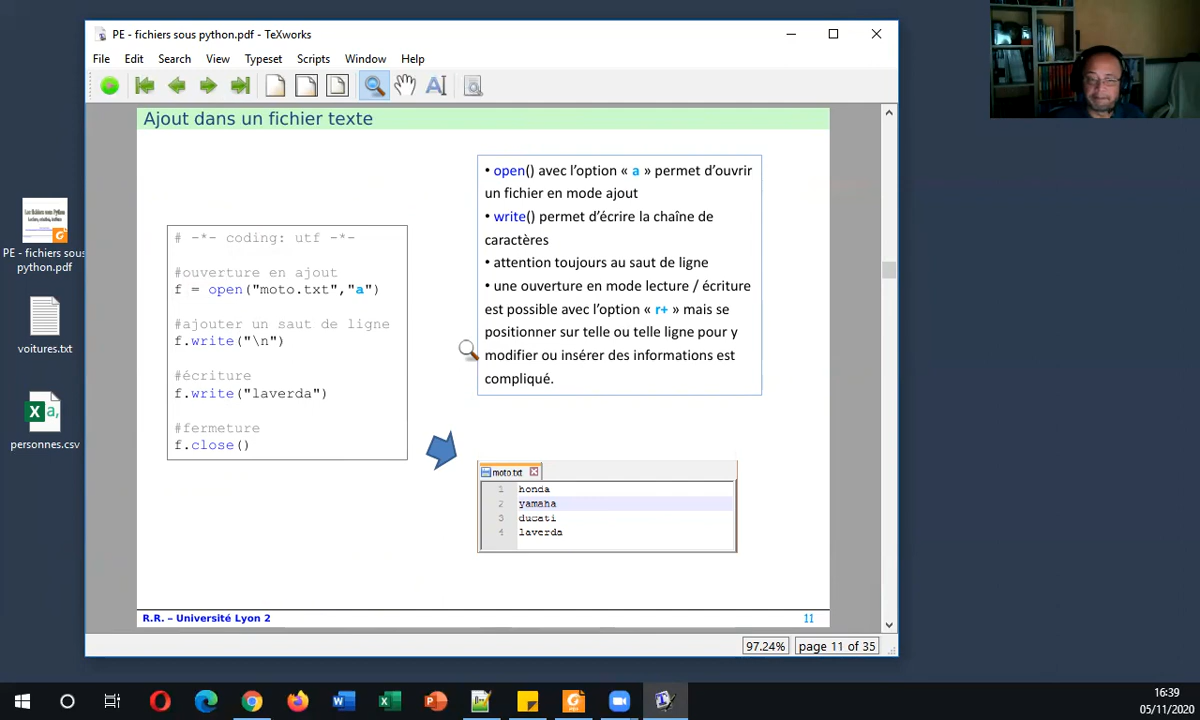 PE - fichiers sous python.pdf - TeXworks
File Edit Search View Typeset Scripts Window Help
Ajout dans un fichier texte
# -*- coding: utf -*-
#ouverture en ajout
f = open("moto.txt","a")
#ajouter un saut de ligne
f.write("\n")
#écriture
f.write("laverda")
#fermeture
f.close()
• open() avec l'option « a » permet d'ouvrir
un fichier en mode ajout
• write() permet d'écrire la chaîne de
caractères
• attention toujours au saut de ligne
• une ouverture en mode lecture / écriture
est possible avec l'option « r+ » mais se
positionner sur telle ou telle ligne pour y
modifier ou insérer des informations est
compliqué.
moto.txt
1 honda
2 yamaha
3 ducati
4 laverda
R.R. – Université Lyon 2
11
97.24% page 11 of 35
PE - fichiers sous
python.pdf
voitures.txt
personnes.csv
16:39
05/11/2020